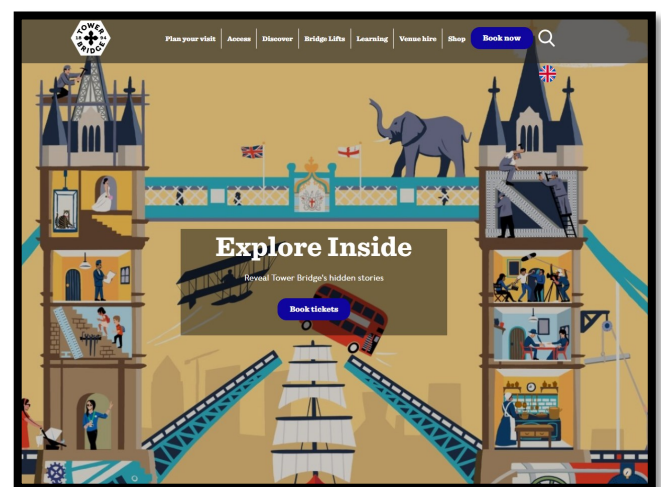 TOWER
18 94
BRIDGE
Plan your visit Access Discover Bridge Lifts Learning Venue hire Shop Book now
Explore Inside
Reveal Tower Bridge's hidden stories
Book tickets